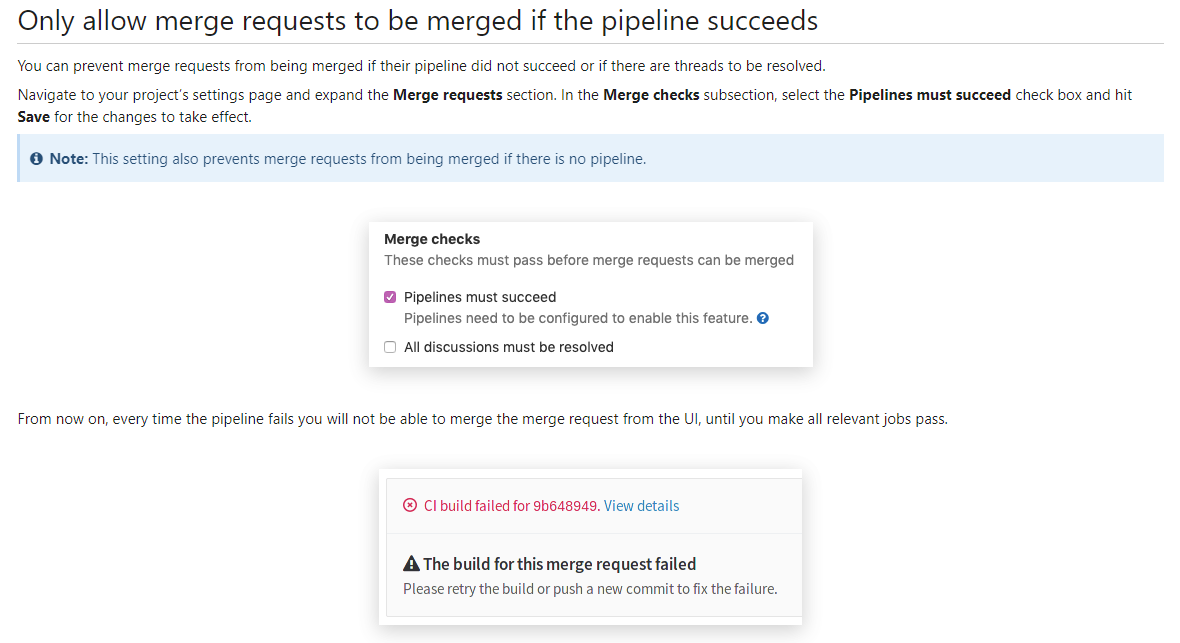 Only allow merge requests to be merged if the pipeline succeeds
You can prevent merge requests from being merged if their pipeline did not succeed or if there are threads to be resolved.
Navigate to your project's settings page and expand the Merge requests section. In the Merge checks subsection, select the Pipelines must succeed check box and hit
Save for the changes to take effect.
Note: This setting also prevents merge requests from being merged if there is no pipeline.
Merge checks
These checks must pass before merge requests can be merged
Pipelines must succeed
Pipelines need to be configured to enable this feature.
All discussions must be resolved
From now on, every time the pipeline fails you will not be able to merge the merge request from the UI, until you make all relevant jobs pass.
CI build failed for 9b648949. View details
The build for this merge request failed
Please retry the build or push a new commit to fix the failure.